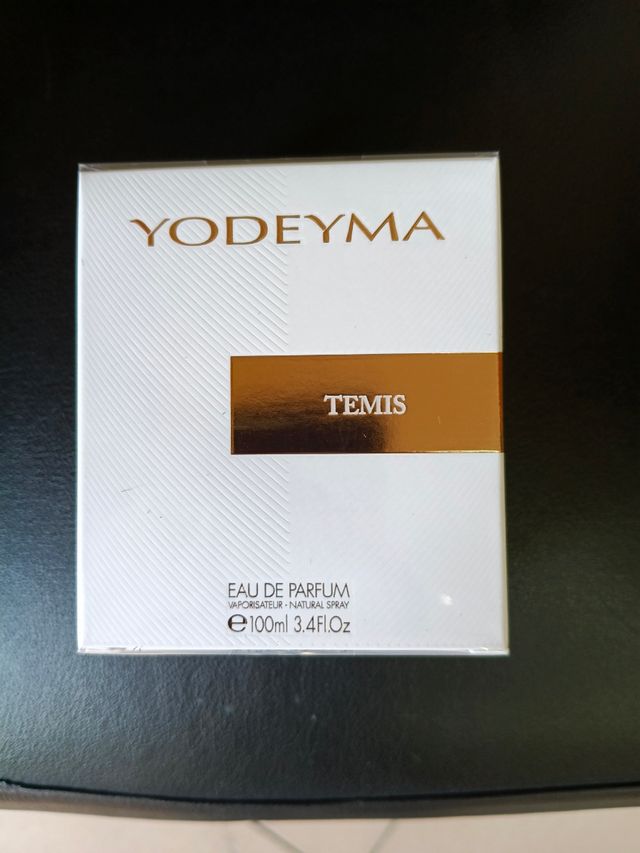 YODEYMA
TEMIS
EAU DE PARFUM
VAPORISATEUR - NATURAL SPRAY
℮100ml 3.4Fl.Oz